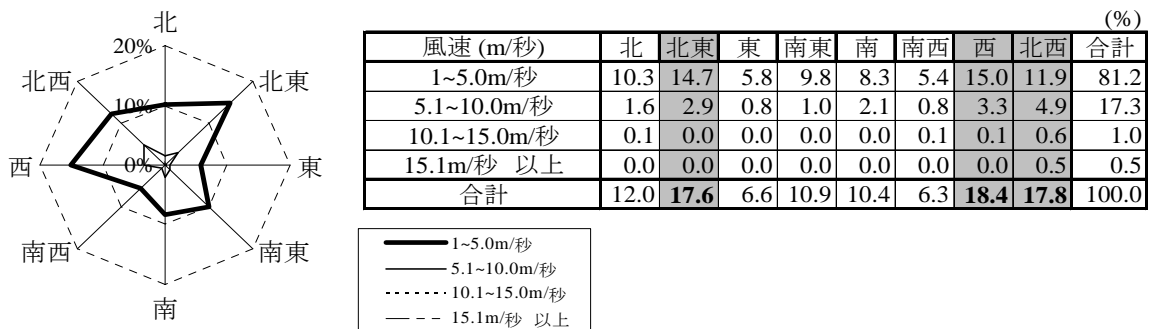 (%)
風速 (m/秒) 北 北東 東 南東 南 南西 西 北西 合計
1~5.0m/秒 10.3 14.7 5.8 9.8 8.3 5.4 15.0 11.9 81.2
5.1~10.0m/秒 1.6 2.9 0.8 1.0 2.1 0.8 3.3 4.9 17.3
10.1~15.0m/秒 0.1 0.0 0.0 0.0 0.0 0.1 0.1 0.6 1.0
15.1m/秒 以上 0.0 0.0 0.0 0.0 0.0 0.0 0.0 0.5 0.5
合計 12.0 17.6 6.6 10.9 10.4 6.3 18.4 17.8 100.0
北
20%
北西
北東
10%
西
0%
東
南西
南東
南
1~5.0m/秒
5.1~10.0m/秒
10.1~15.0m/秒
15.1m/秒 以上